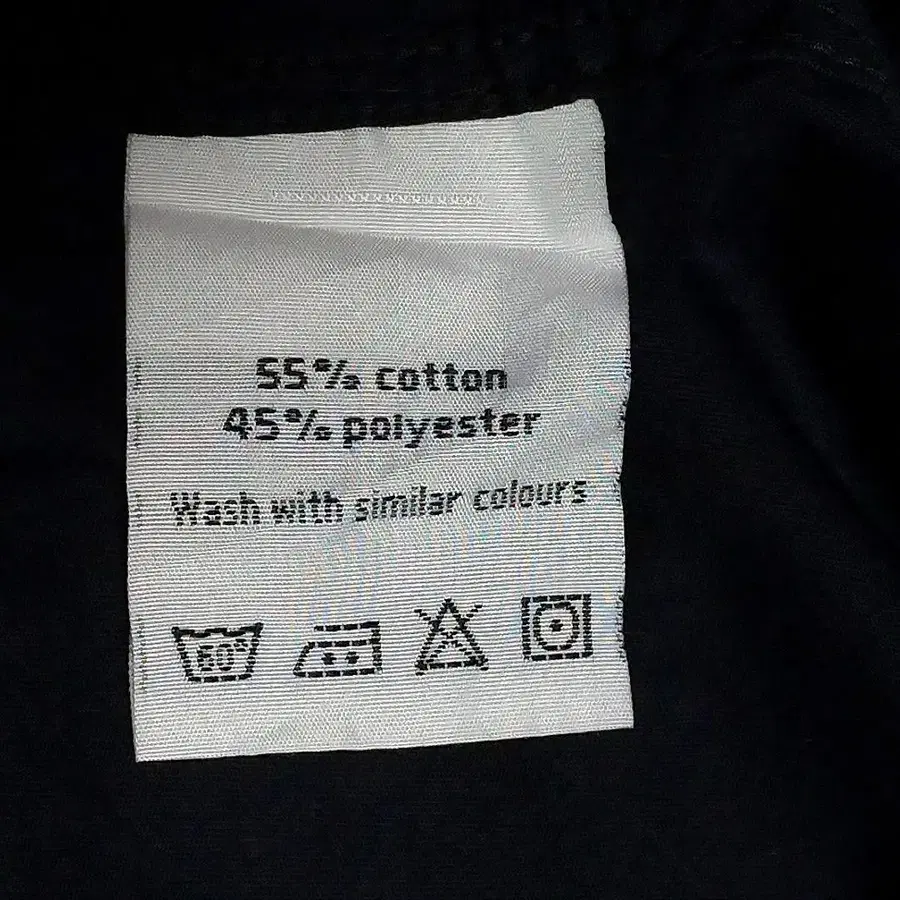 55% cotton
45% polyester
Wash with similar colours
60°